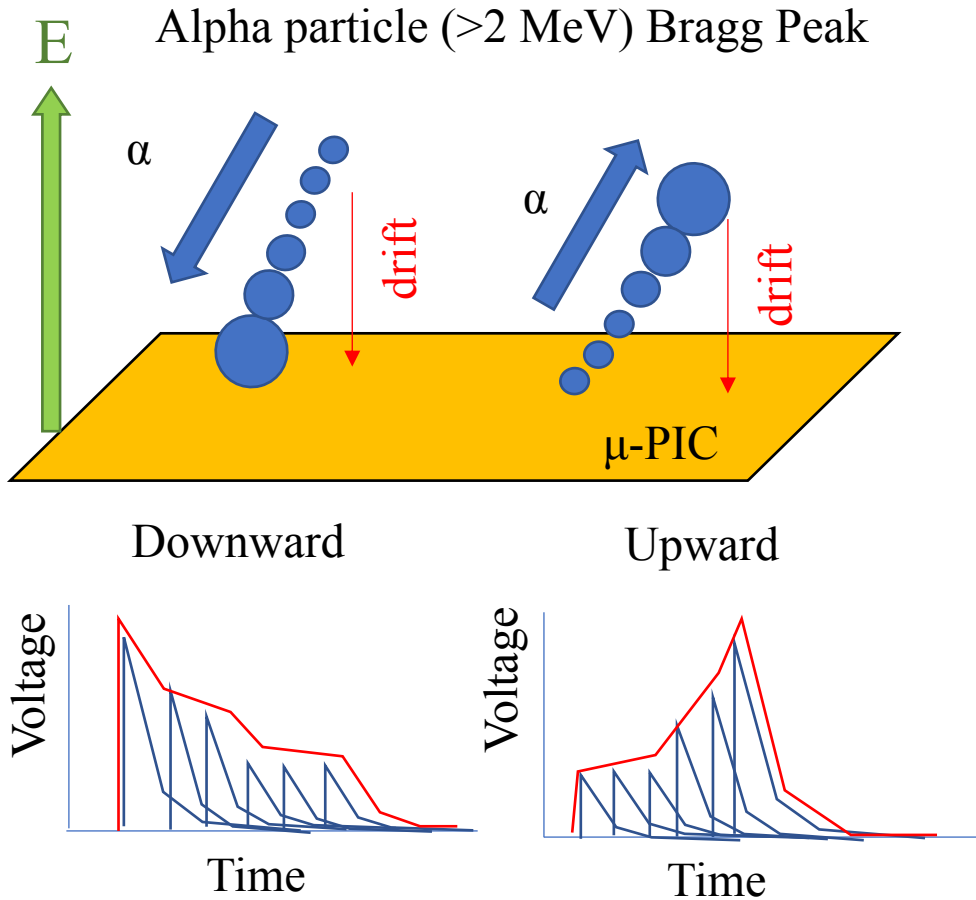 Alpha particle (>2 MeV) Bragg Peak
E
α
drift
α
drift
μ-PIC
Downward
Upward
Voltage
Time
Voltage
Time